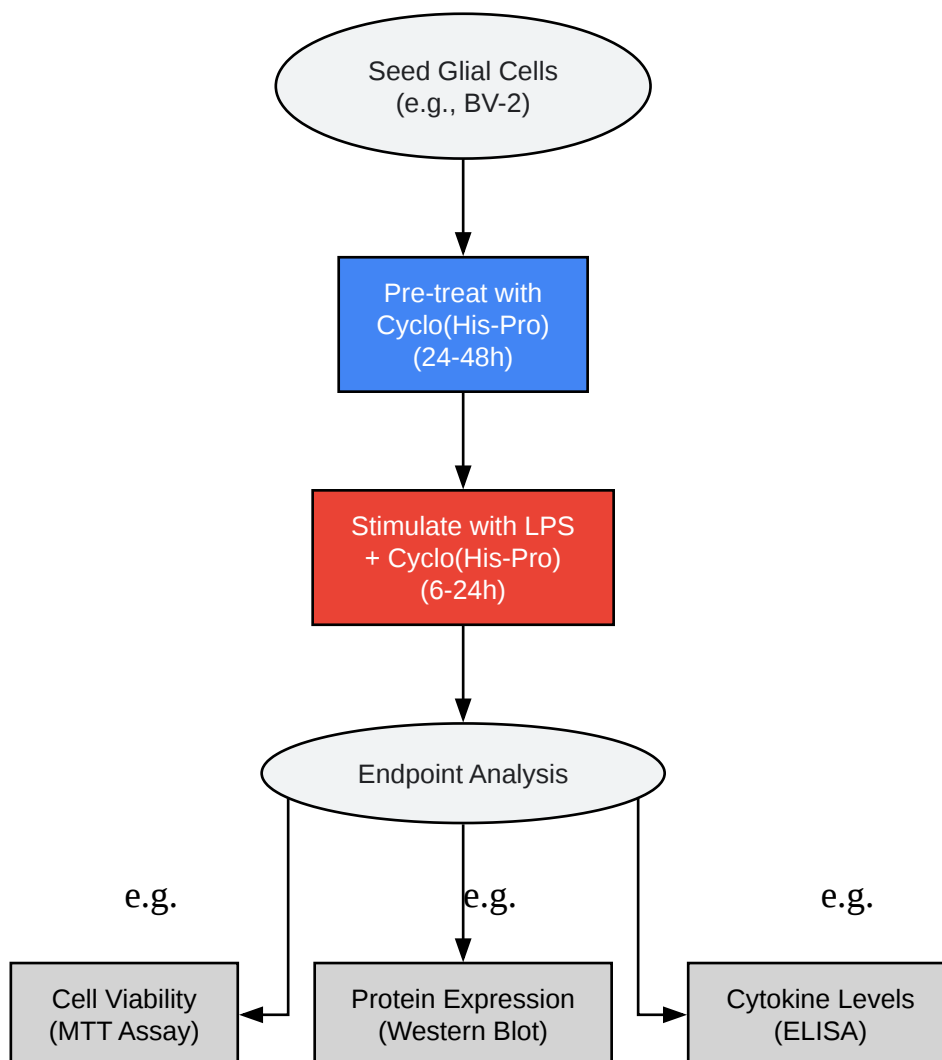 Seed Glial Cells
(e.g., BV-2)
Pre-treat with
Cyclo(His-Pro)
(24-48h)
Stimulate with LPS
+ Cyclo(His-Pro)
(6-24h)
Endpoint Analysis
e.g.
e.g.
e.g.
Cell Viability
(MTT Assay)
Protein Expression
(Western Blot)
Cytokine Levels
(ELISA)